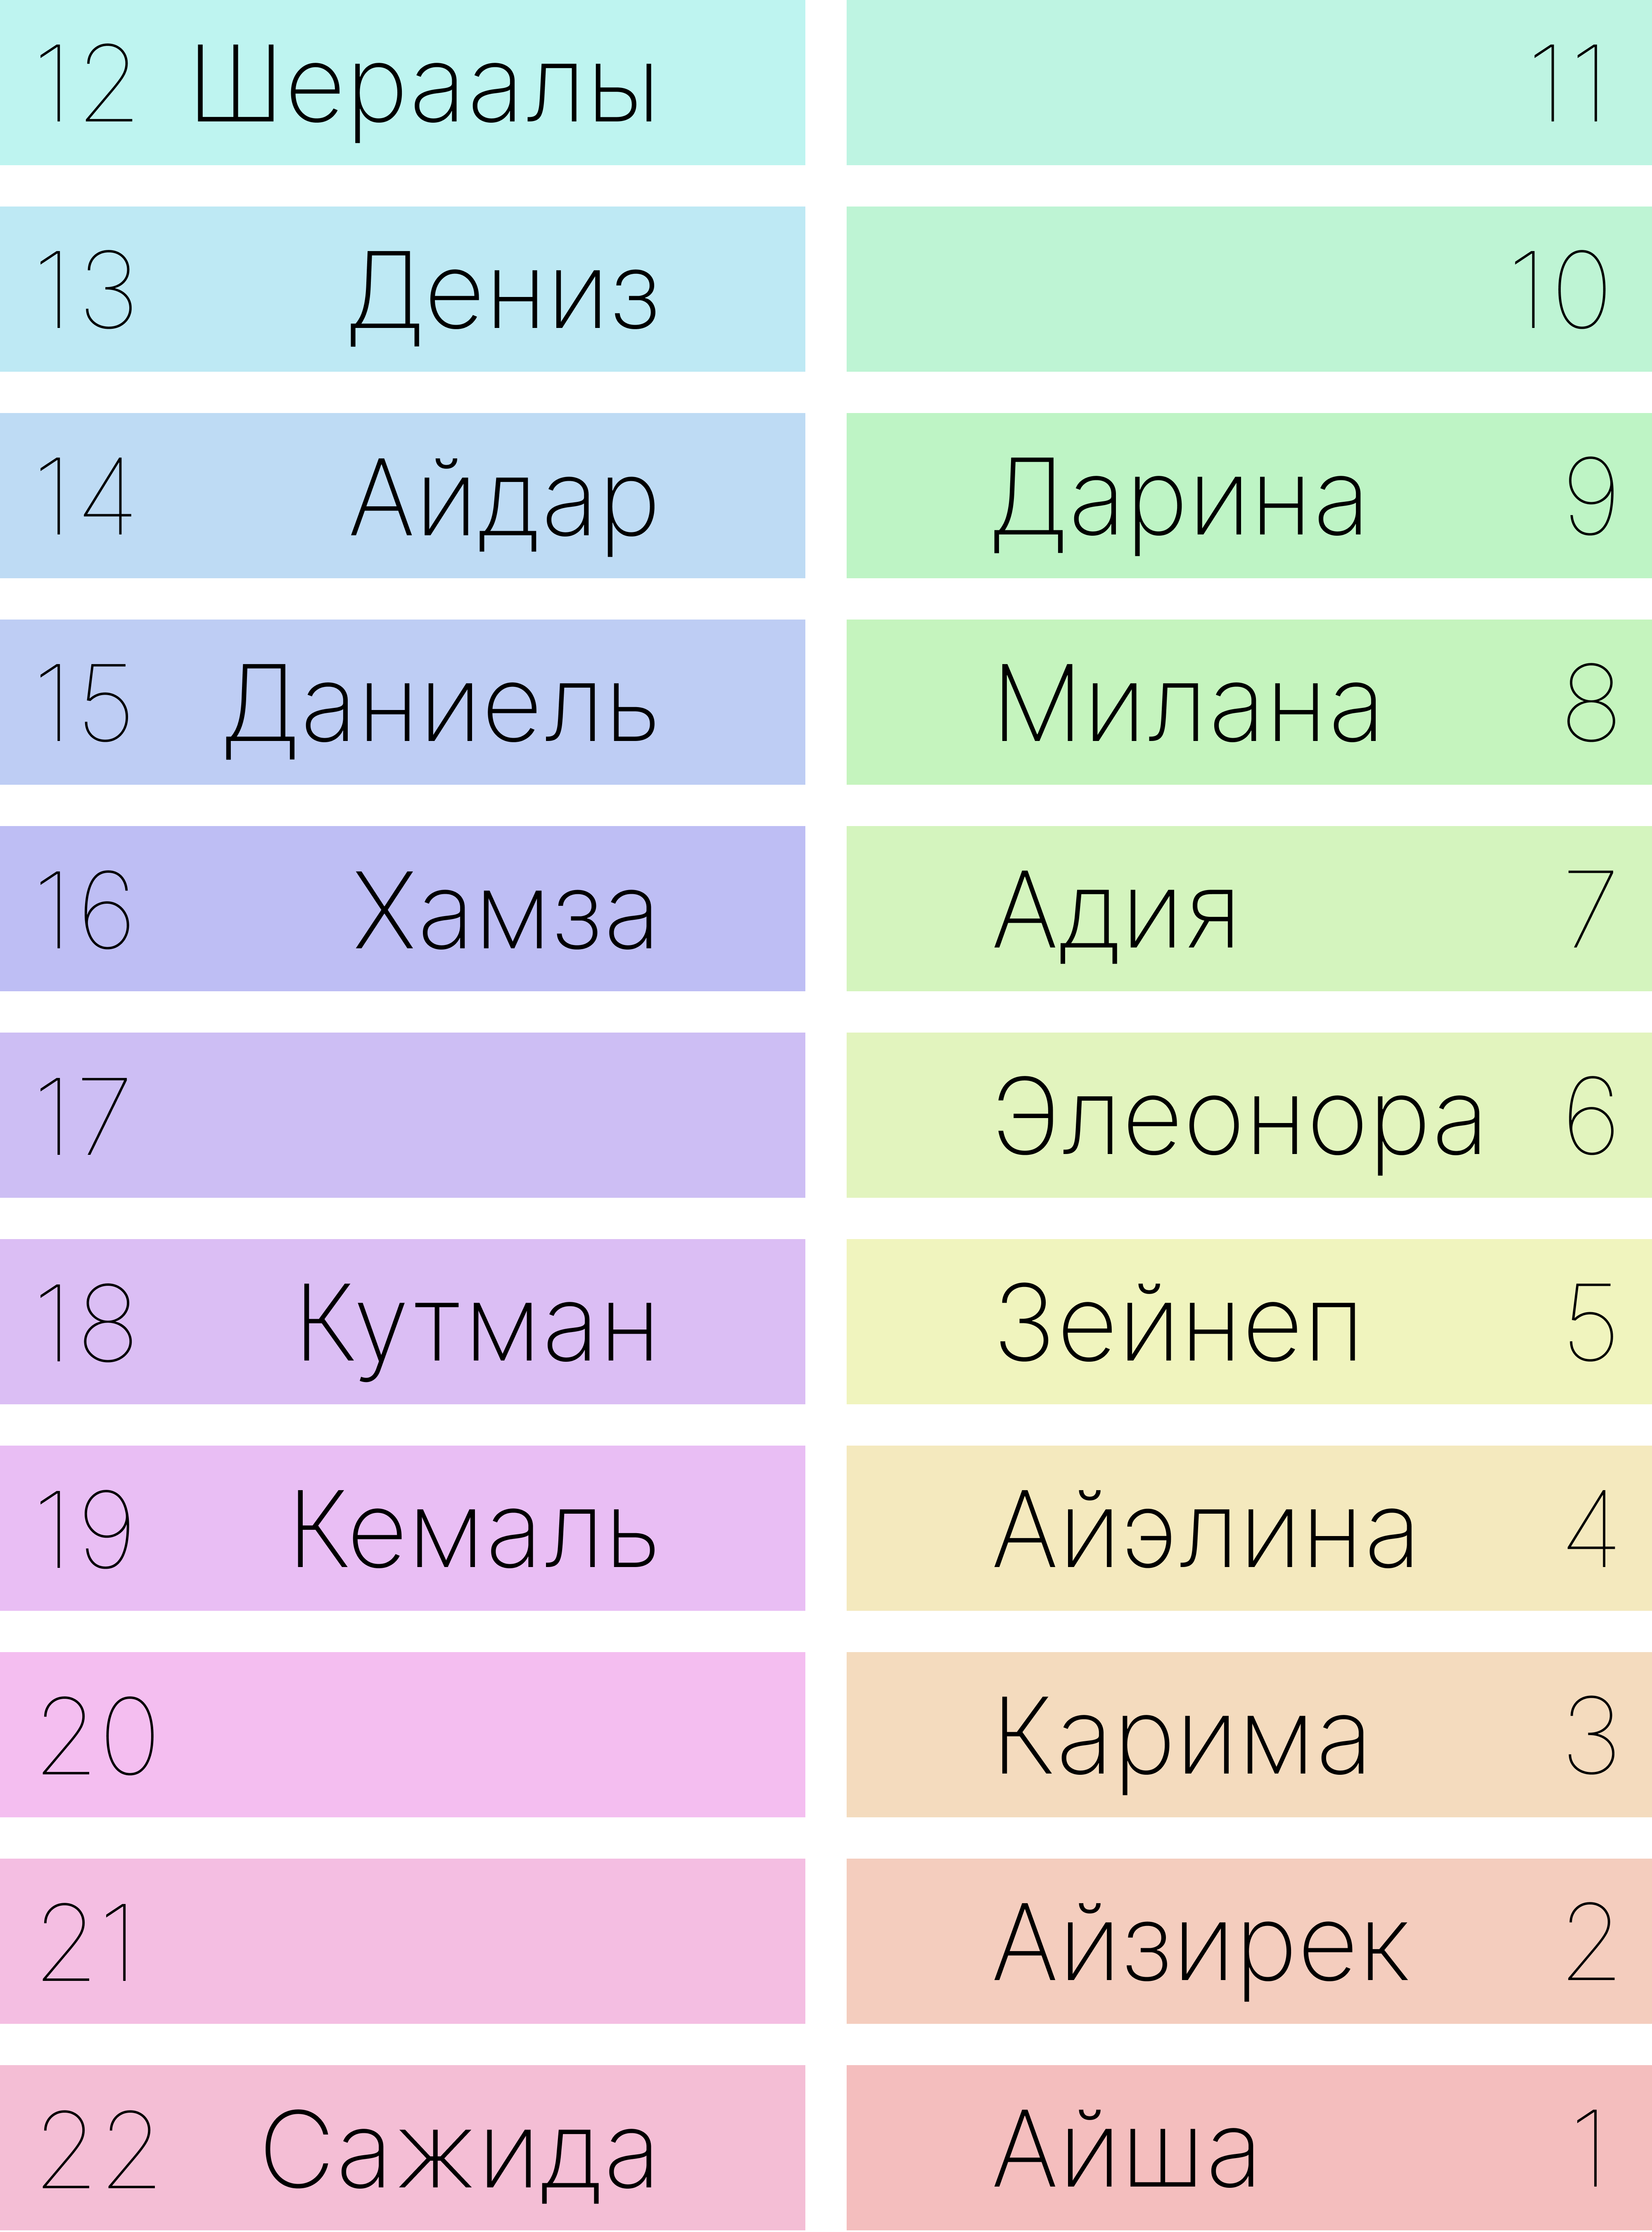 12 Шераалы 11
13 Дениз 10
14 Айдар Дарина 9
15 Даниель Милана 8
16 Хамза Адия 7
17 Элеонора 6
18 Кутман Зейнеп 5
19 Кемаль Айэлина 4
20 Карима 3
21 Айзирек 2
22 Сажида Айша 1